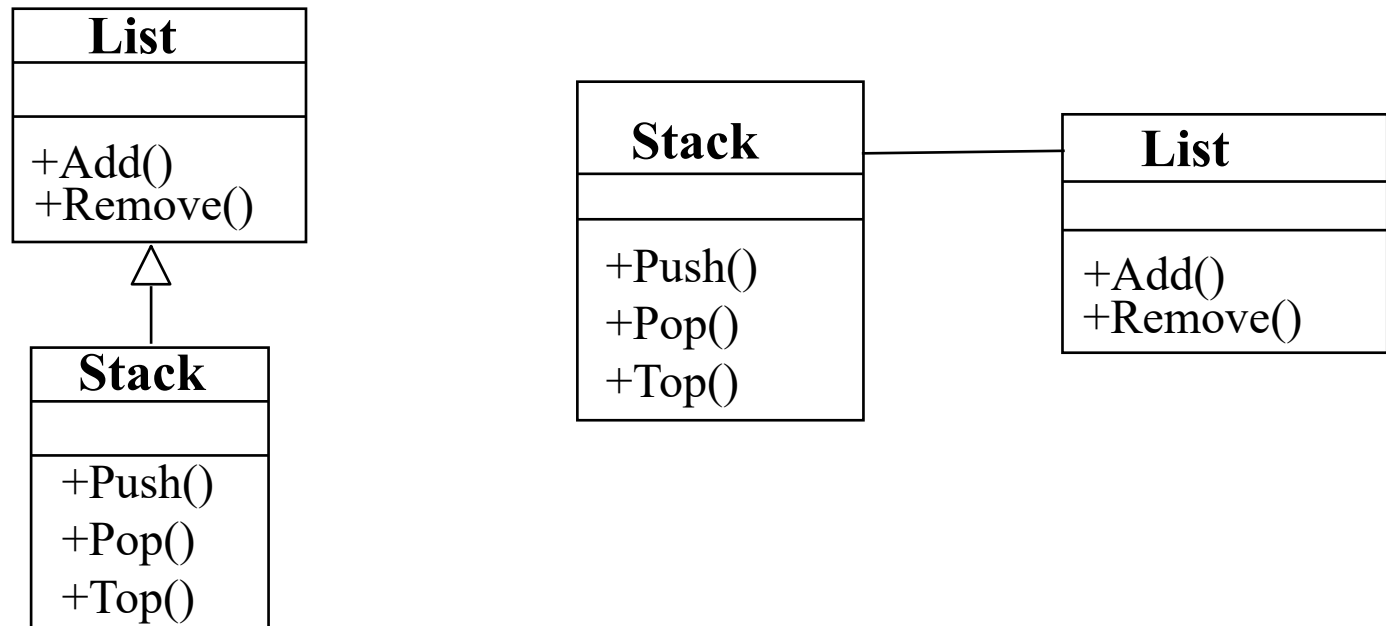 List
+Add()
+Remove()
Stack
+Push()
+Pop()
+Top()
Stack
+Push()
+Pop()
+Top()
List
+Add()
+Remove()